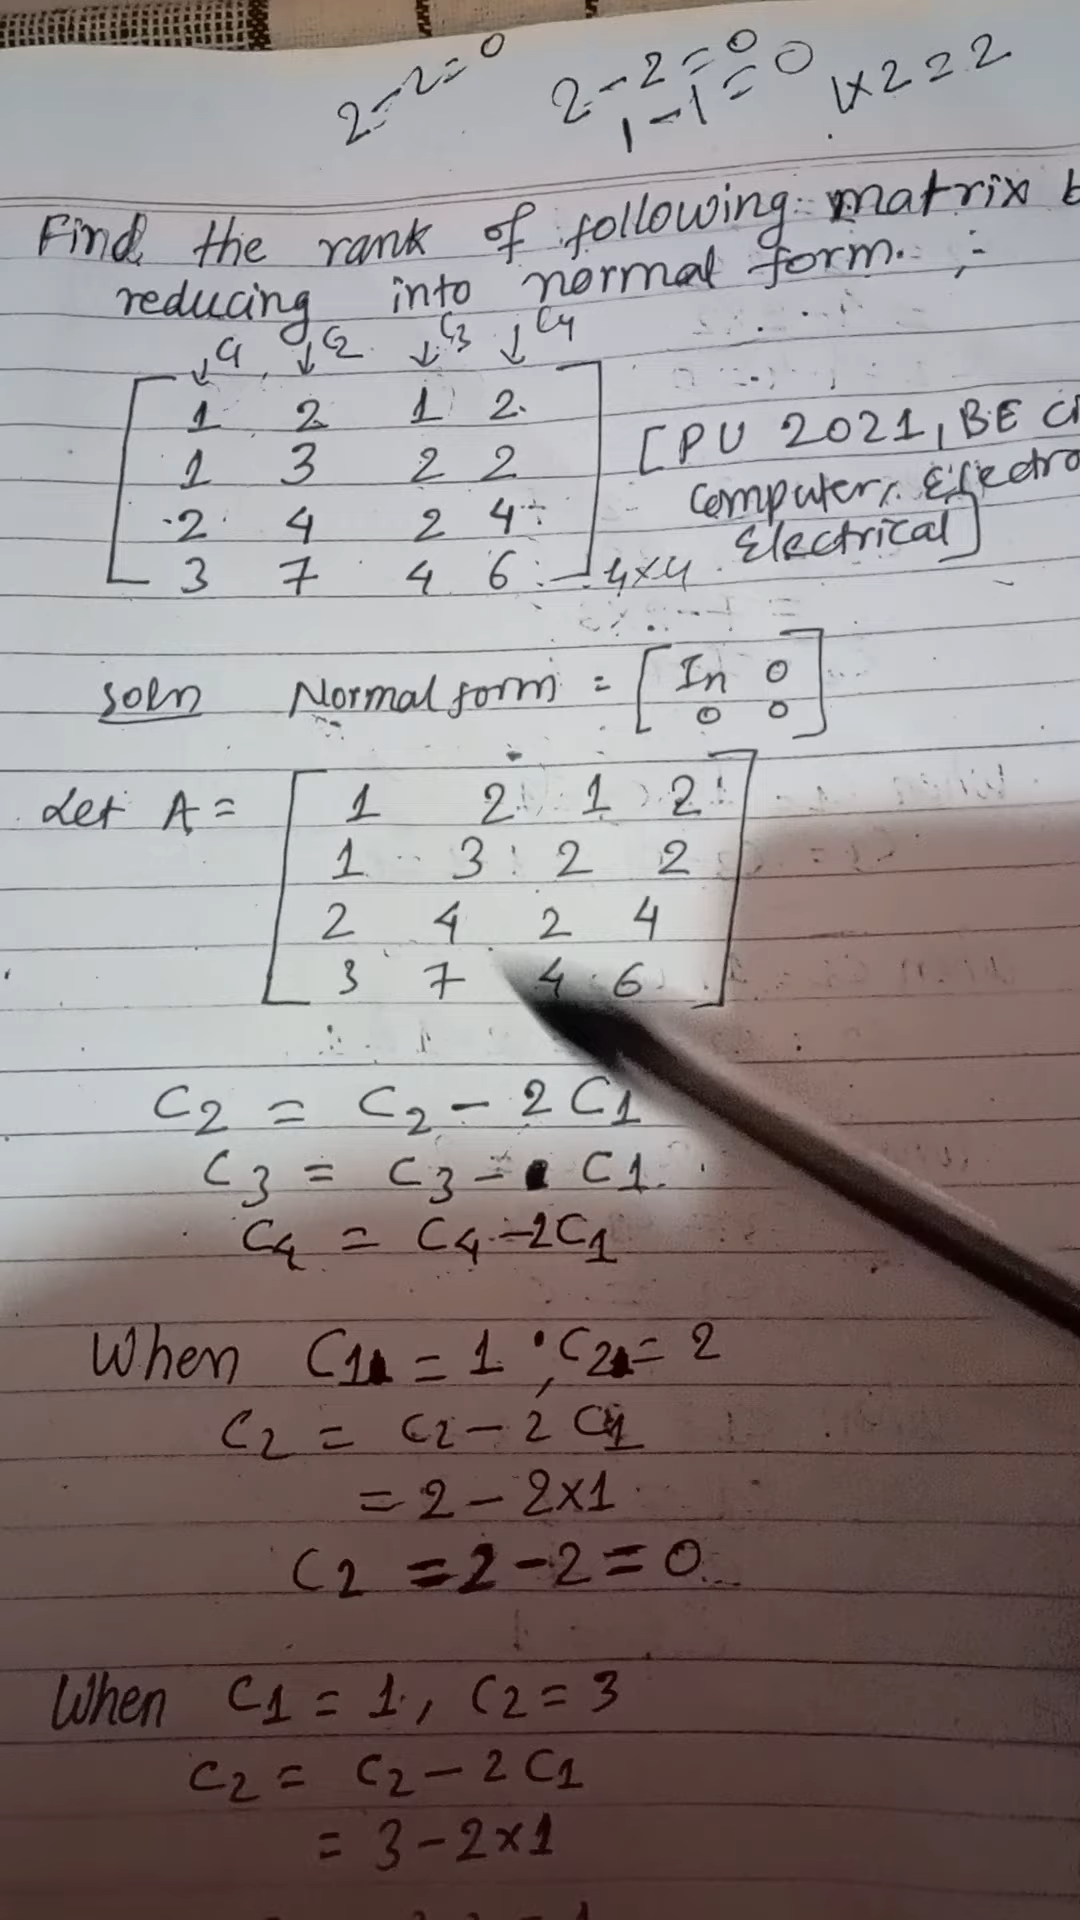 2-2=0 2-2=0 1×2=2
1-1=0
Find the rank of following matrix
reducing into normal form. :-
↓C1 ↓C2 ↓C3 ↓C4
1 2 1 2
1 3 2 2
2 4 2 4
3 7 4 6 4×4
[PU 2021, BE
Computer, Electro
Electrical]
Soln Normal form = [In 0
0 0]
Let A =
1 2 1 2
1 3 2 2
2 4 2 4
3 7 4 6
C2 = C2 - 2C1
C3 = C3 - C1
C4 = C4 - 2C1
When C1 = 1, C2 = 2
C2 = C2 - 2 C1
= 2 - 2×1
C2 = 2 - 2 = 0
When C1 = 1, C2 = 3
C2 = C2 - 2 C1
= 3 - 2×1